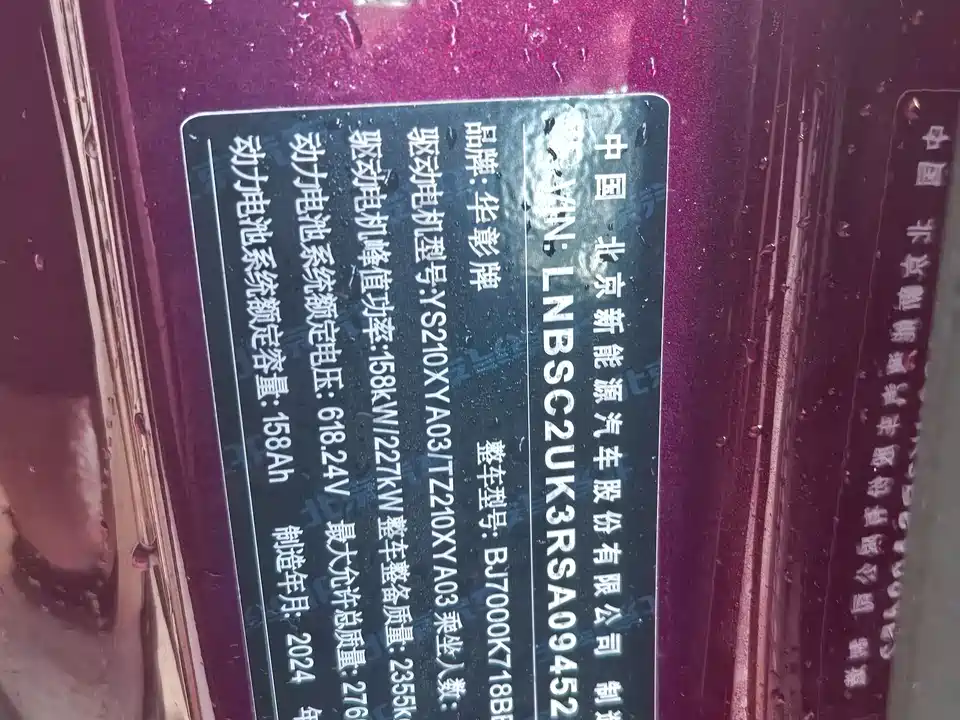 中国 北京新能源汽车股份有限公司 制造
VIN: LNBSC2UK3RSA09452
品牌: 华彰牌 整车型号: BJ7000K718B
驱动电机型号:YS210XYA03/TZ210XYA03 乘坐人数:
驱动电机峰值功率:158kW/227kW 整车整备质量: 2355k
动力电池系统额定电压: 618.24V 最大允许总质量: 276
动力电池系统额定容量: 158Ah 制造年月: 2024 年